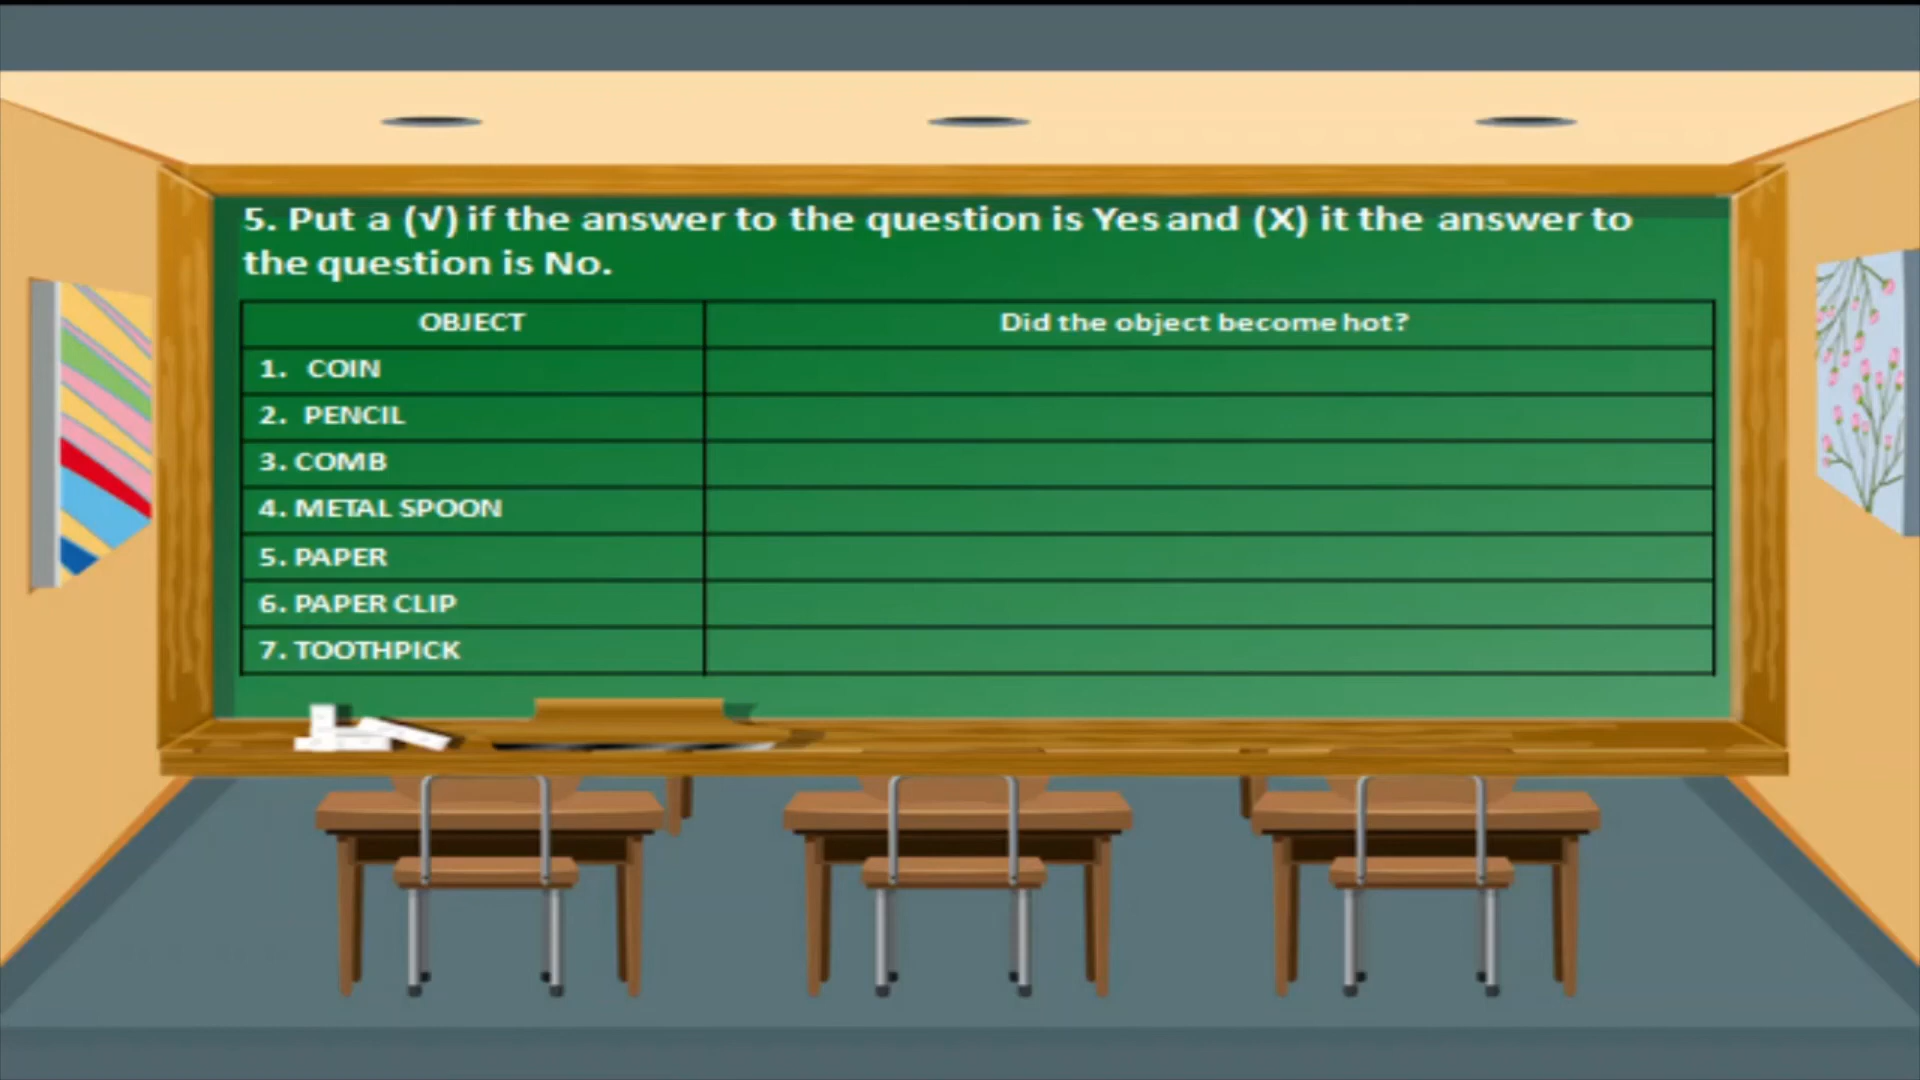 5. Put a (√) if the answer to the question is Yes and (X) it the answer to
the question is No.
OBJECT Did the object become hot?
1. COIN
2. PENCIL
3. COMB
4. METAL SPOON
5. PAPER
6. PAPER CLIP
7. TOOTHPICK